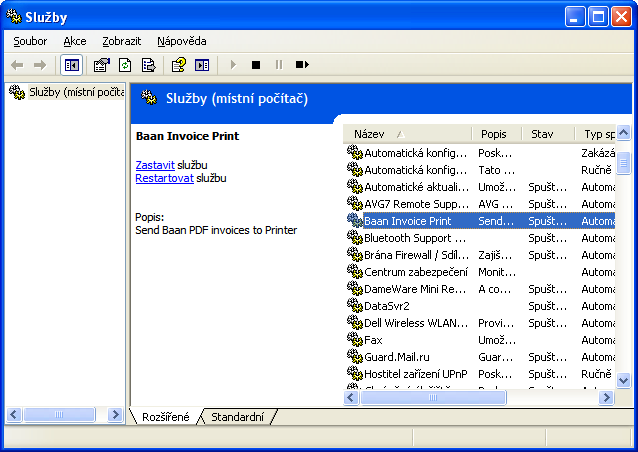 Služby
Soubor Akce Zobrazit Nápověda
Služby (místní počíta
Služby (místní počítač)
Baan Invoice Print
Zastavit službu
Restartovat službu
Popis:
Send Baan PDF invoices to Printer
Název Popis Stav Typ sp
Automatická konfig... Posk... Zakázá
Automatická konfig... Tato ... Ručně
Automatické aktuali... Umož... Spušt... Automa
AVG7 Remote Supp... AVG ... Spušt... Automa
Baan Invoice Print Send... Spušt... Automa
Bluetooth Support ... Spušt... Automa
Brána Firewall / Sdíl... Zajiš... Spušt... Automa
Centrum zabezpečení Monit... Automa
DameWare Mini Re... A co... Spušt... Automa
DataSvr2 Spušt... Automa
Dell Wireless WLAN... Provi... Spušt... Automa
Fax Umož... Automa
Guard.Mail.ru Guar... Spušt... Automa
Hostitel zařízení UPnP Posk... Spušt... Ručně
Rozšířené Standardní